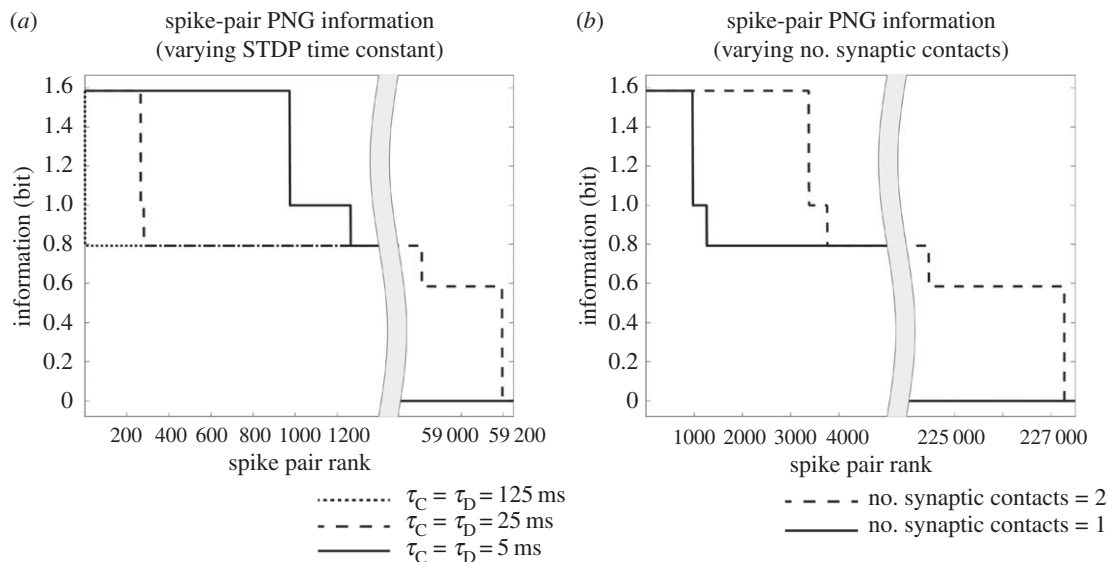 (a)
spike-pair PNG information
(varying STDP time constant)
information (bit)
1.6
1.4
1.2
1.0
0.8
0.6
0.4
0.2
0
200 400 600 800 1000 1200 59 000 59 200
spike pair rank
τC = τD = 125 ms
τC = τD = 25 ms
τC = τD = 5 ms
(b)
spike-pair PNG information
(varying no. synaptic contacts)
information (bit)
1.6
1.4
1.2
1.0
0.8
0.6
0.4
0.2
0
1000 2000 3000 4000 225 000 227 000
spike pair rank
no. synaptic contacts = 2
no. synaptic contacts = 1